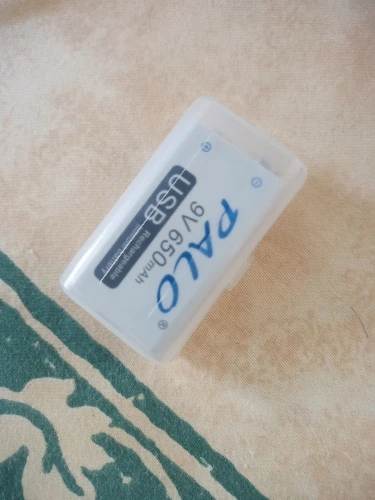 PALO
9V 650mAh
USB Rechargeable